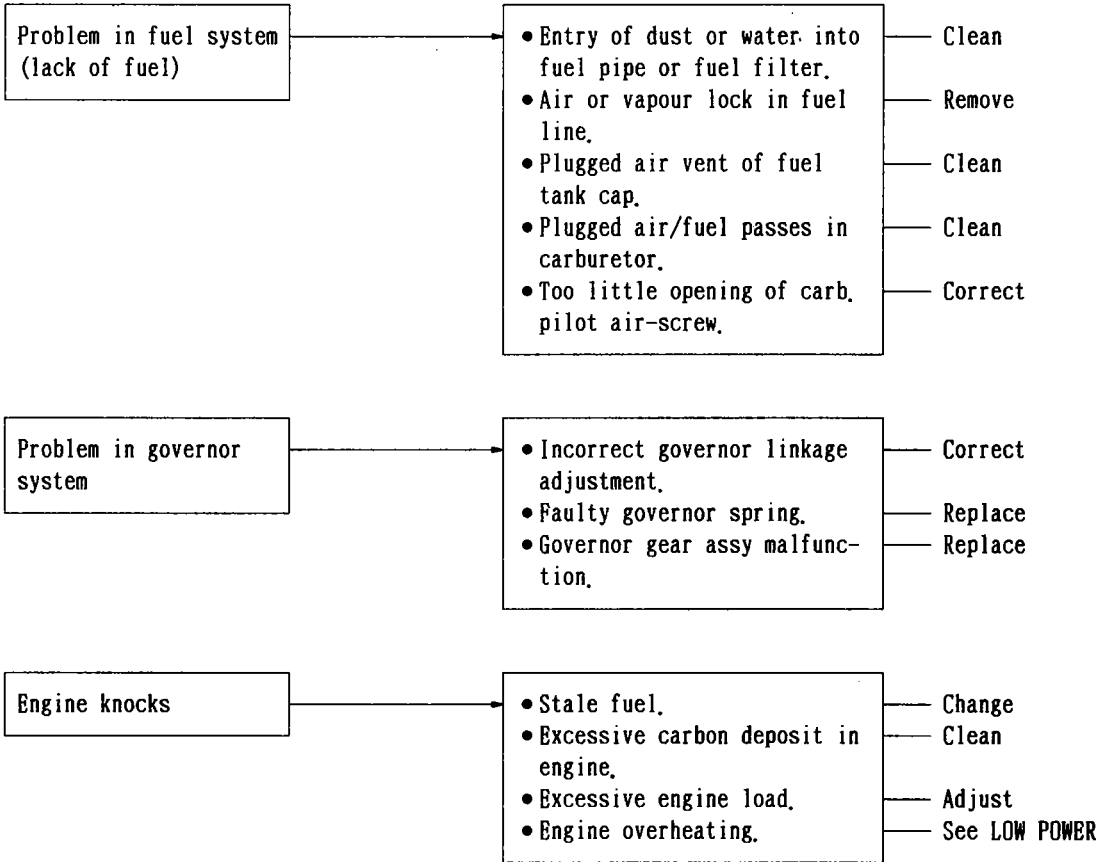 Problem in fuel system
(lack of fuel)
• Entry of dust or water into
fuel pipe or fuel filter.
Clean
• Air or vapour lock in fuel
line.
Remove
• Plugged air vent of fuel
tank cap.
Clean
• Plugged air/fuel passes in
carburetor.
Clean
• Too little opening of carb.
pilot air-screw.
Correct
Problem in governor
system
• Incorrect governor linkage
adjustment.
Correct
• Faulty governor spring.
Replace
• Governor gear assy malfunc-
tion.
Replace
Engine knocks
• Stale fuel.
Change
• Excessive carbon deposit in
engine.
Clean
• Excessive engine load.
Adjust
• Engine overheating.
See LOW POWER